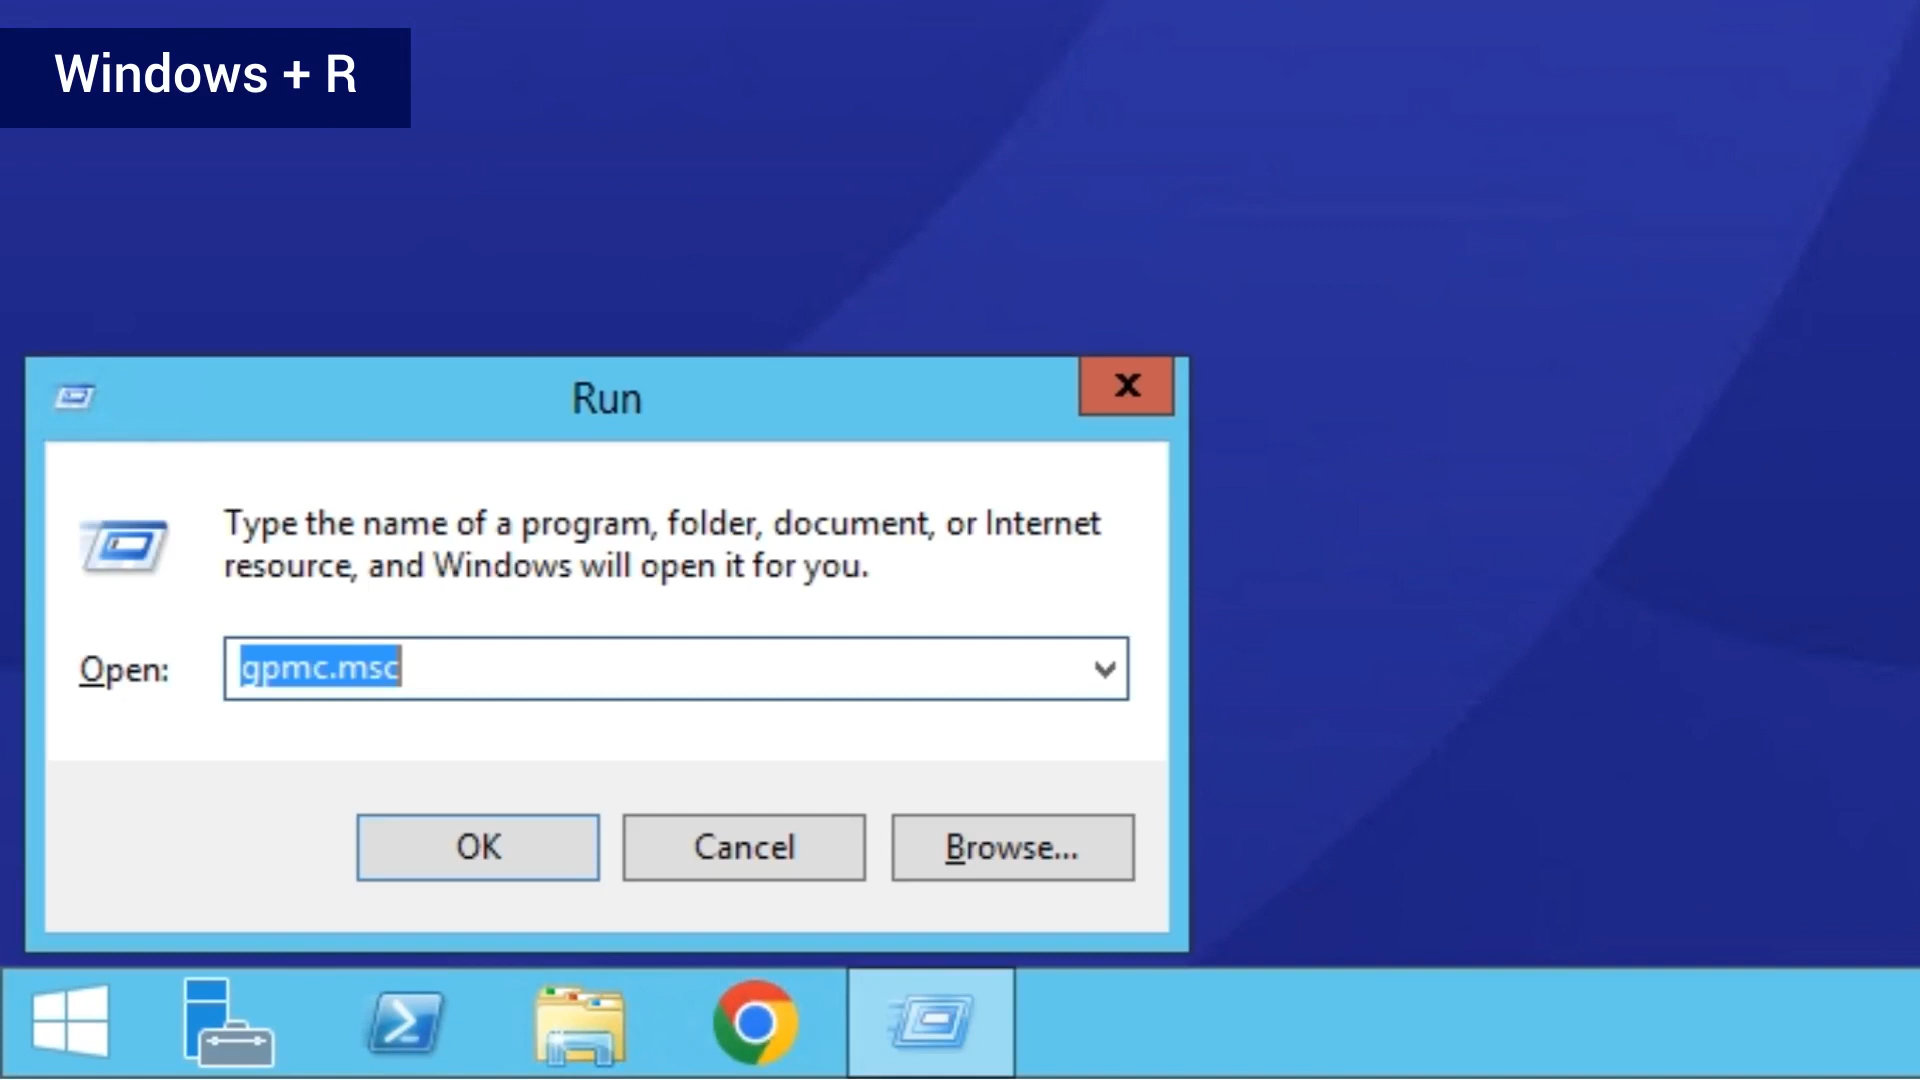 Windows + R
Run
x
Type the name of a program, folder, document, or Internet
resource, and Windows will open it for you.
Open:
gpmc.msc
OK
Cancel
Browse...